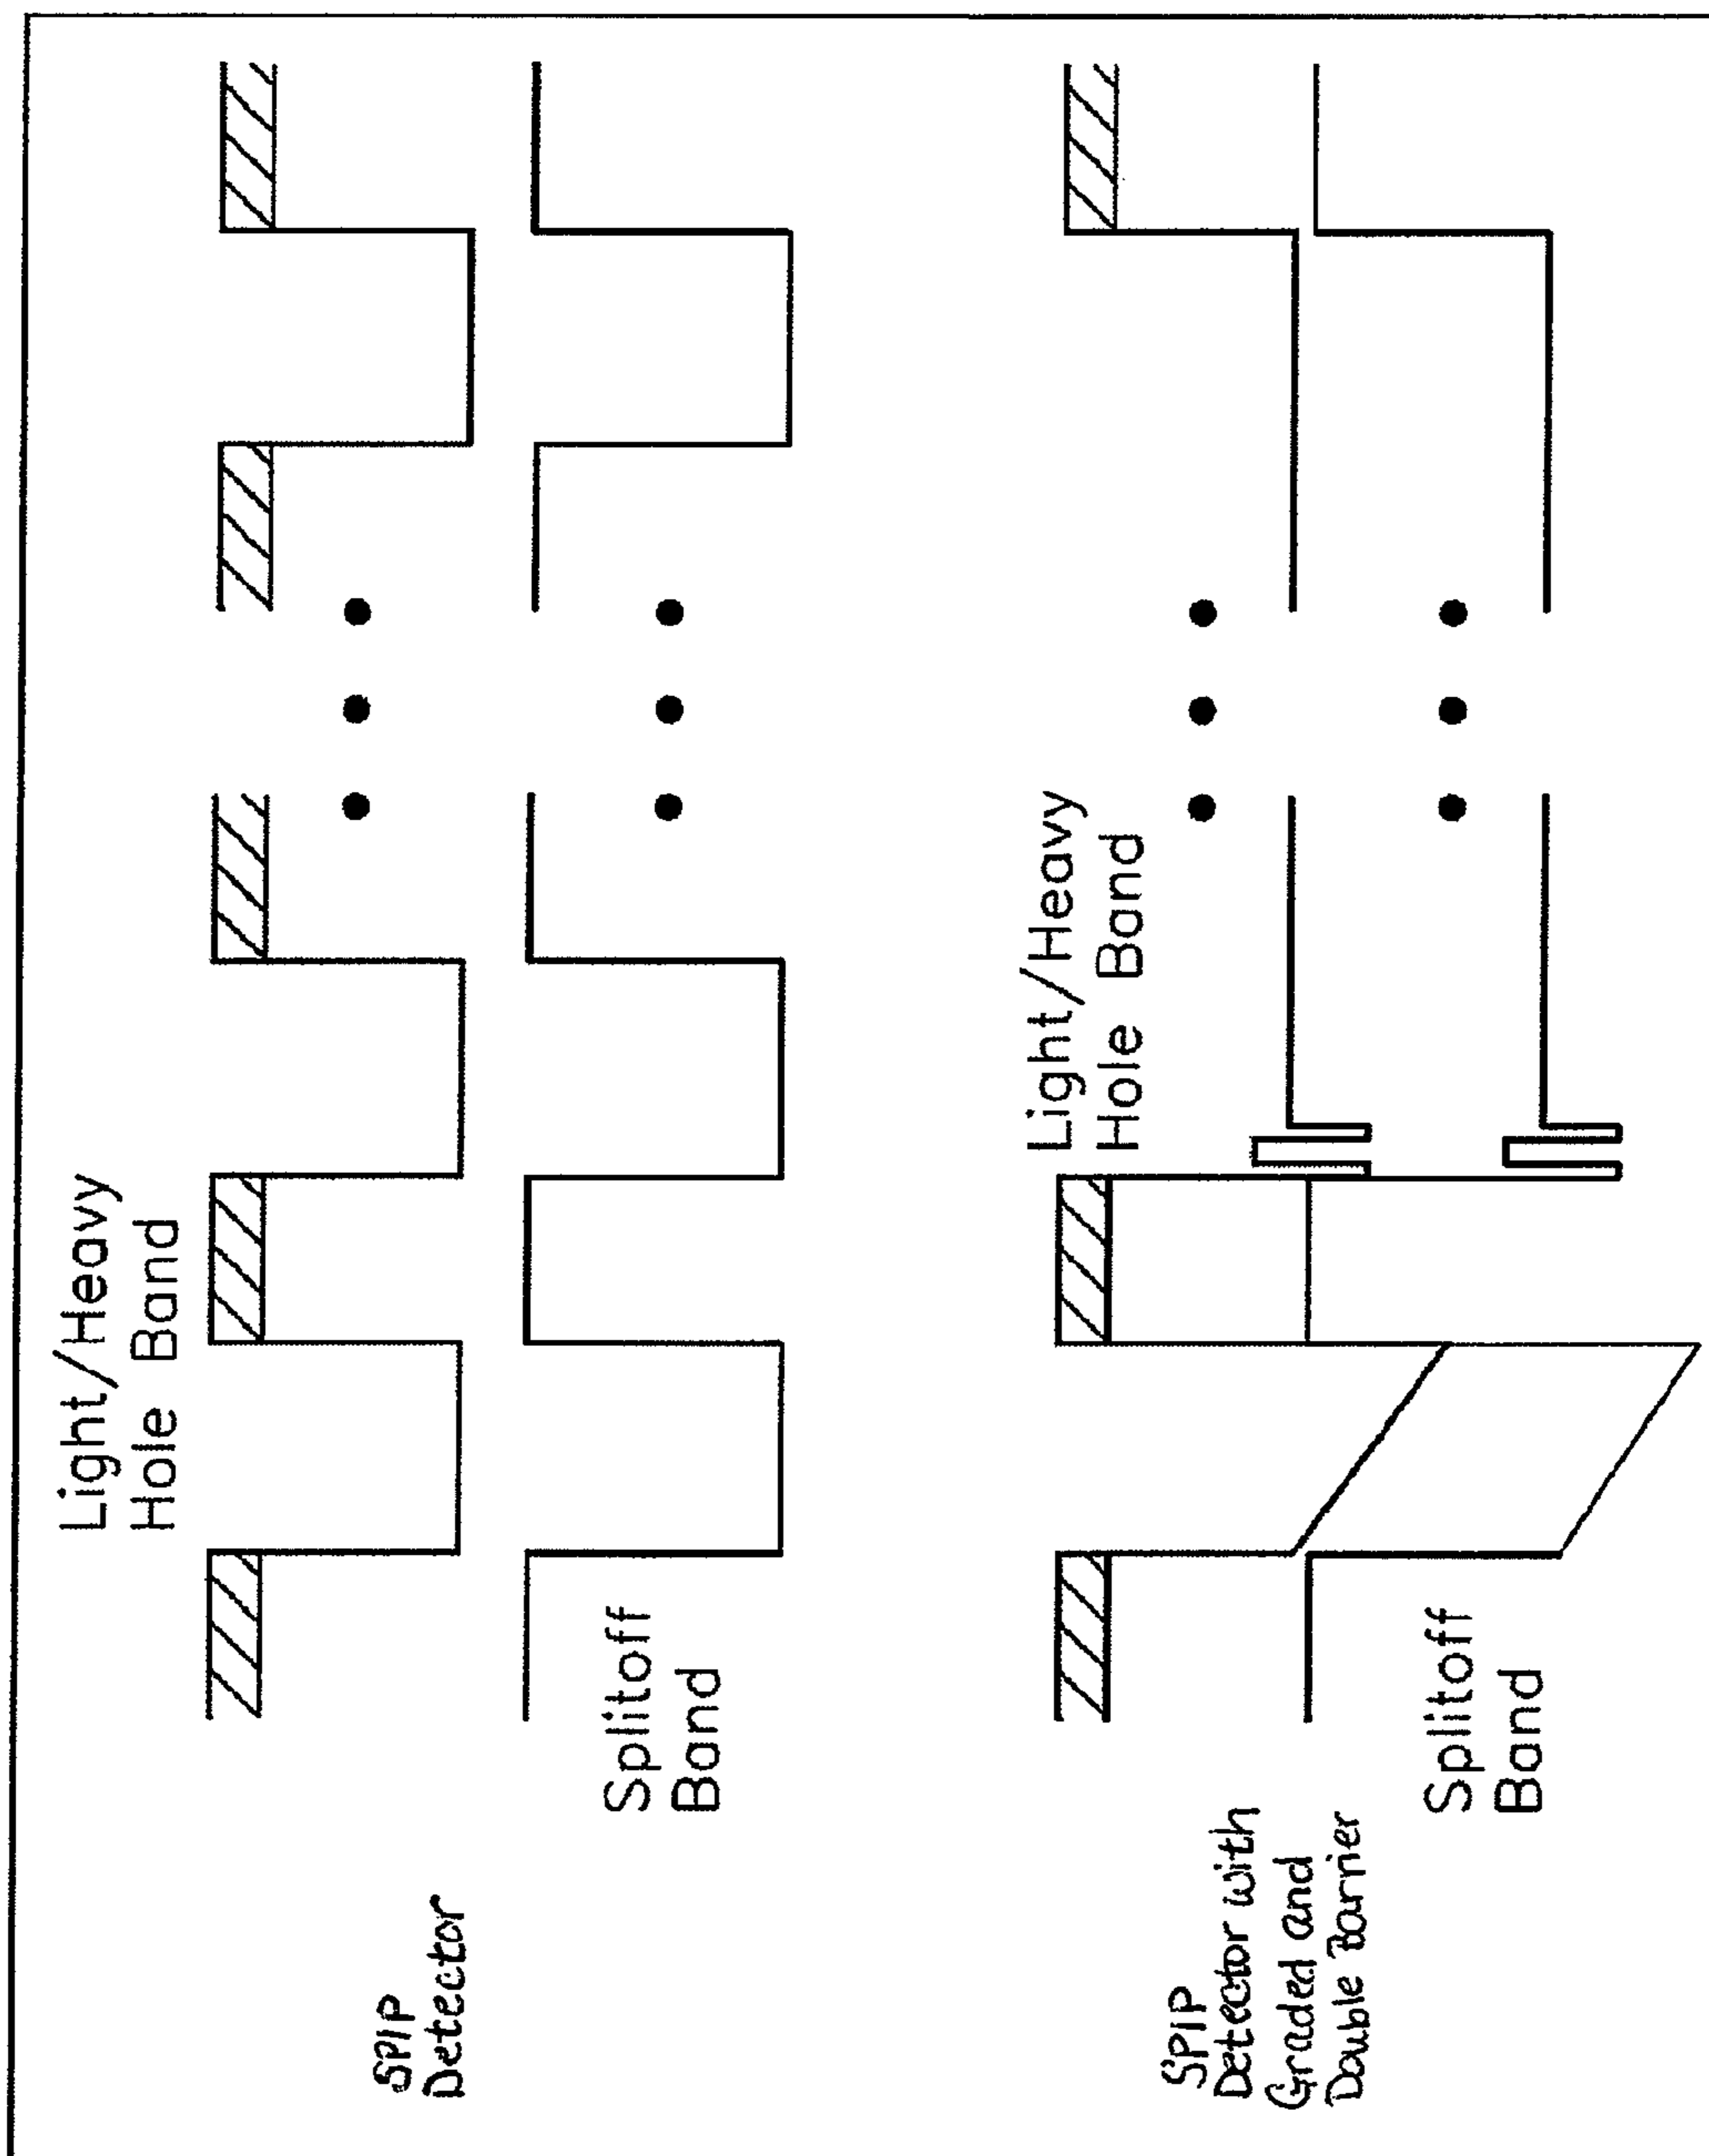 Light/Heavy
Hole Band
SPIP
Detector
Splitoff
Band
Light/Heavy
Hole Band
SPIP
Detector with
Graded and
Double Barrier
Splitoff
Band